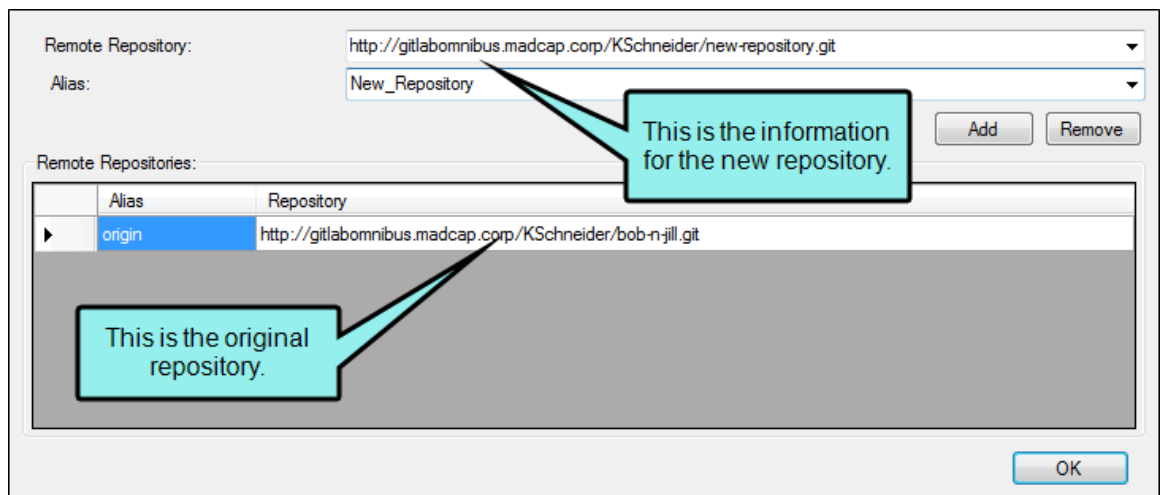 Remote Repository:
http://gitlabomnibus.madcap.corp/KSchneider/new-repository.git
Alias:
New_Repository
This is the information
for the new repository.
Add
Remove
Remote Repositories:
Alias
Repository
origin
http://gitlabomnibus.madcap.corp/KSchneider/bob-n-jill.git
This is the original
repository.
OK